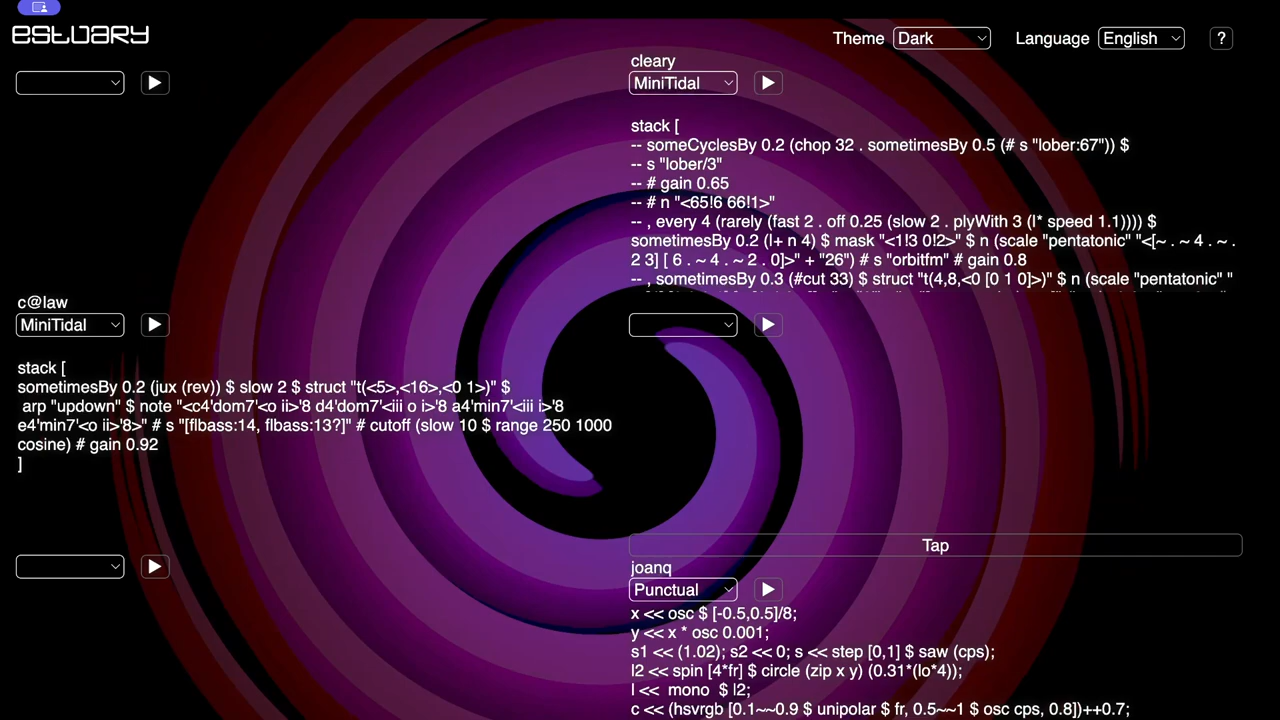 estuary
Theme Dark Language English ?
cleary
MiniTidal
stack [
-- someCyclesBy 0.2 (chop 32 . sometimesBy 0.5 (# s "lober:67")) $
-- s "lober/3"
-- # gain 0.65
-- # n "<65!6 66!1>"
-- , every 4 (rarely (fast 2 . off 0.25 (slow 2 . plyWith 3 (|* speed 1.1)))) $
sometimesBy 0.2 (|+ n 4) $ mask "<1!3 0!2>" $ n (scale "pentatonic" "<[~ . ~ 4 . ~ .
2 3] [ 6 . ~ 4 . ~ 2 . 0]>" + "26") # s "orbitfm" # gain 0.8
-- , sometimesBy 0.3 (#cut 33) $ struct "t(4,8,<0 [0 1 0]>)" $ n (scale "pentatonic" "
c@law
MiniTidal
stack [
sometimesBy 0.2 (jux (rev)) $ slow 2 $ struct "t(<5>,<16>,<0 1>)" $
arp "updown" $ note "<c4'dom7'<o ii>'8 d4'dom7'<iii o i>'8 a4'min7'<iii i>'8
e4'min7'<o ii>'8>" # s "[flbass:14, flbass:13?]" # cutoff (slow 10 $ range 250 1000
cosine) # gain 0.92
]
Tap
joanq
Punctual
x << osc $ [-0.5,0.5]/8;
y << x * osc 0.001;
s1 << (1.02); s2 << 0; s << step [0,1] $ saw (cps);
l2 << spin [4*fr] $ circle (zip x y) (0.31*(lo*4));
l << mono $ l2;
c << (hsvrgb [0.1~~0.9 $ unipolar $ fr, 0.5~~1 $ osc cps, 0.8])++0.7;